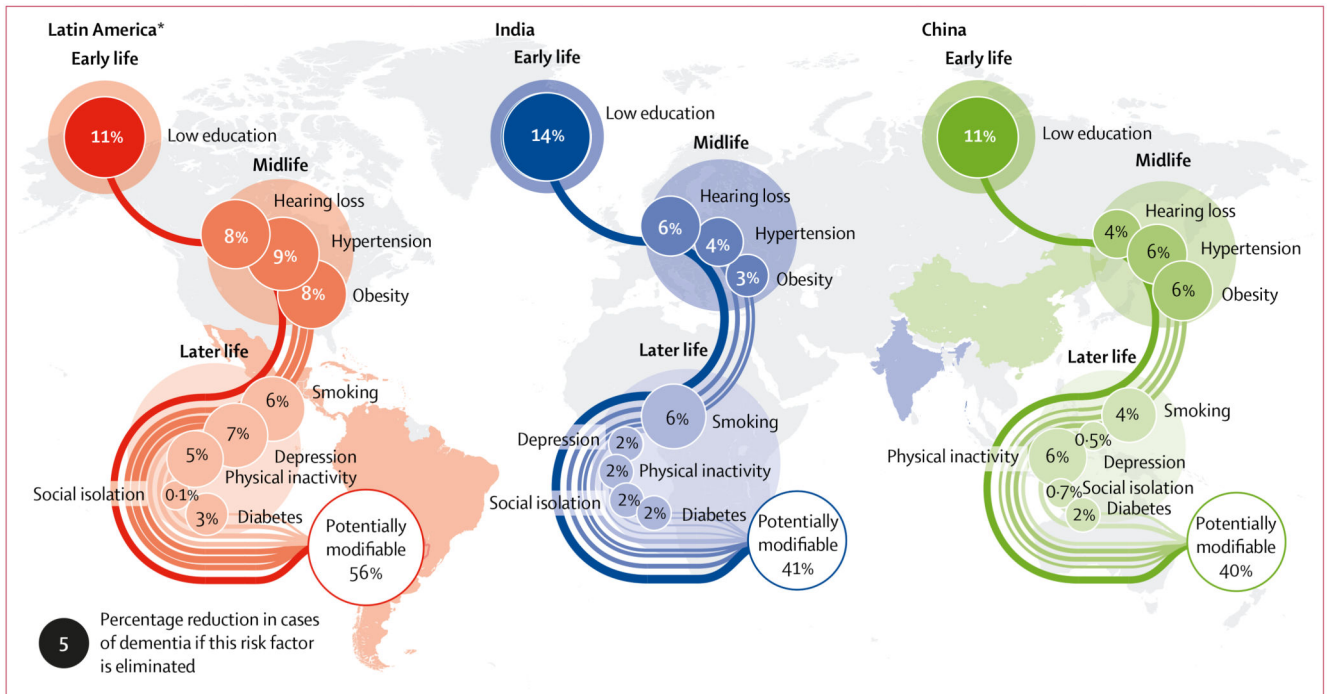 Latin America*
Early life
11%
Low education
Midlife
Hearing loss
8%
Hypertension
9%
8%
Obesity
Later life
Smoking
6%
7%
Depression
5%
Physical inactivity
Social isolation
0·1%
3%
Diabetes
Potentially
modifiable
56%
5
Percentage reduction in cases
of dementia if this risk factor
is eliminated
India
Early life
14%
Low education
Midlife
Hearing loss
6%
4%
Hypertension
3%
Obesity
Later life
6%
Smoking
Depression
2%
2%
Physical inactivity
Social isolation
2%
2%
Diabetes
Potentially
modifiable
41%
China
Early life
11%
Low education
Midlife
Hearing loss
4%
6%
Hypertension
6%
Obesity
Later life
4%
Smoking
0·5%
Physical inactivity
6%
Depression
0·7%
Social isolation
2%
Diabetes
Potentially
modifiable
40%